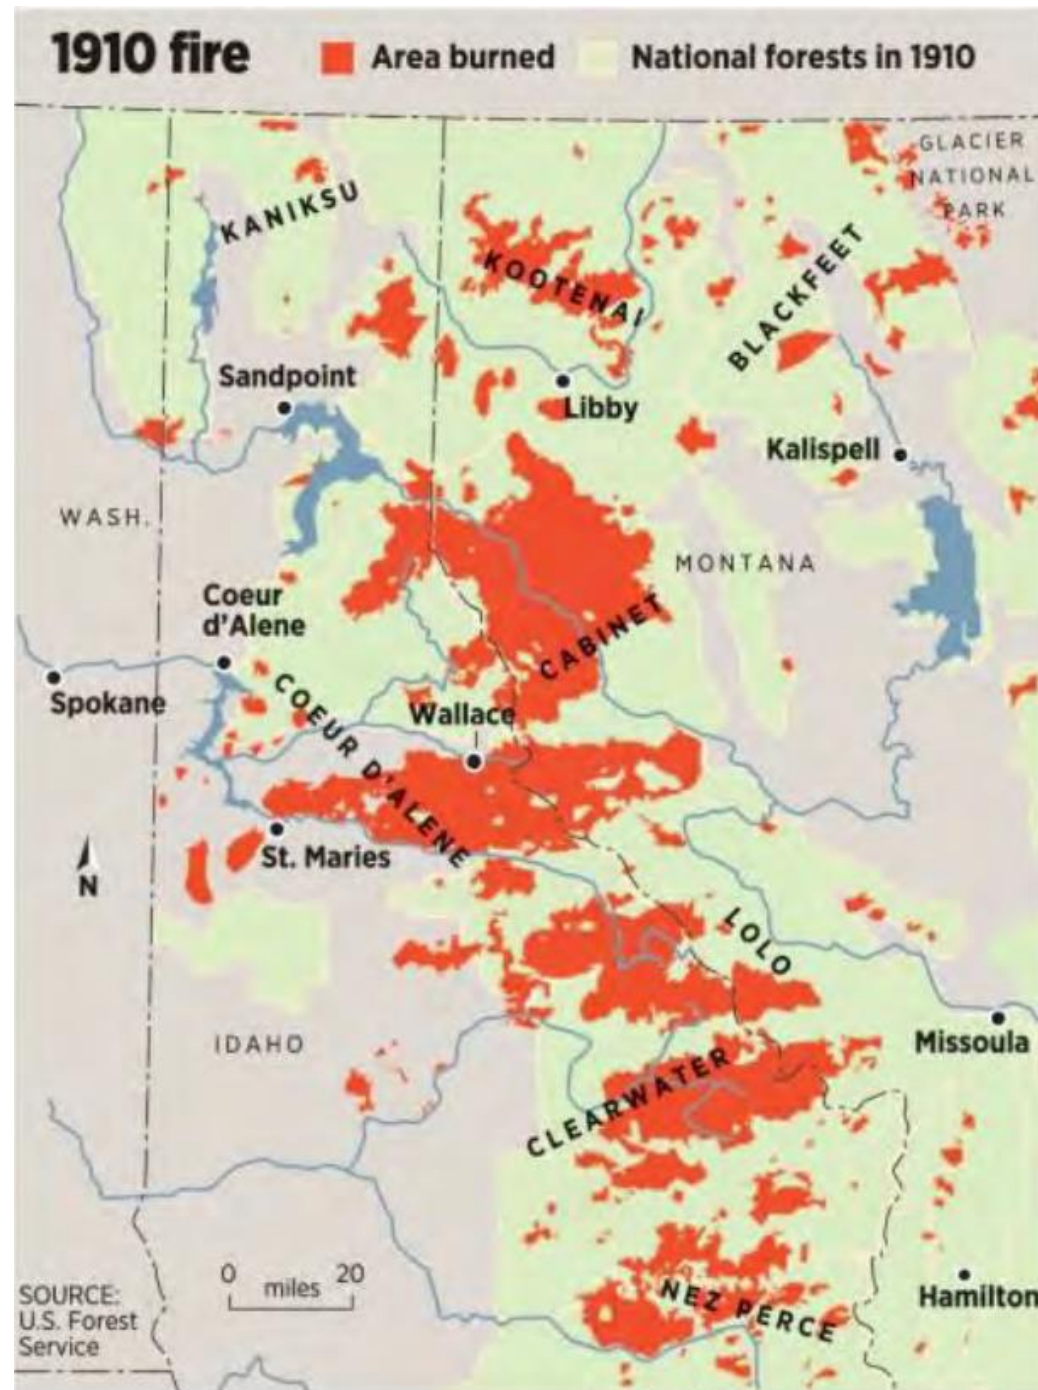 1910 fire
Area burned
National forests in 1910
GLACIER
NATIONAL
PARK
KANIKSU
KOOTENAI
BLACKFEET
Sandpoint
Libby
Kalispell
WASH.
MONTANA
Coeur
d'Alene
CABINET
Spokane
COEUR D'ALENE
Wallace
St. Maries
N
LOLO
IDAHO
Missoula
CLEARWATER
0 20
miles
NEZ PERCE
Hamilton
SOURCE:
U.S. Forest
Service